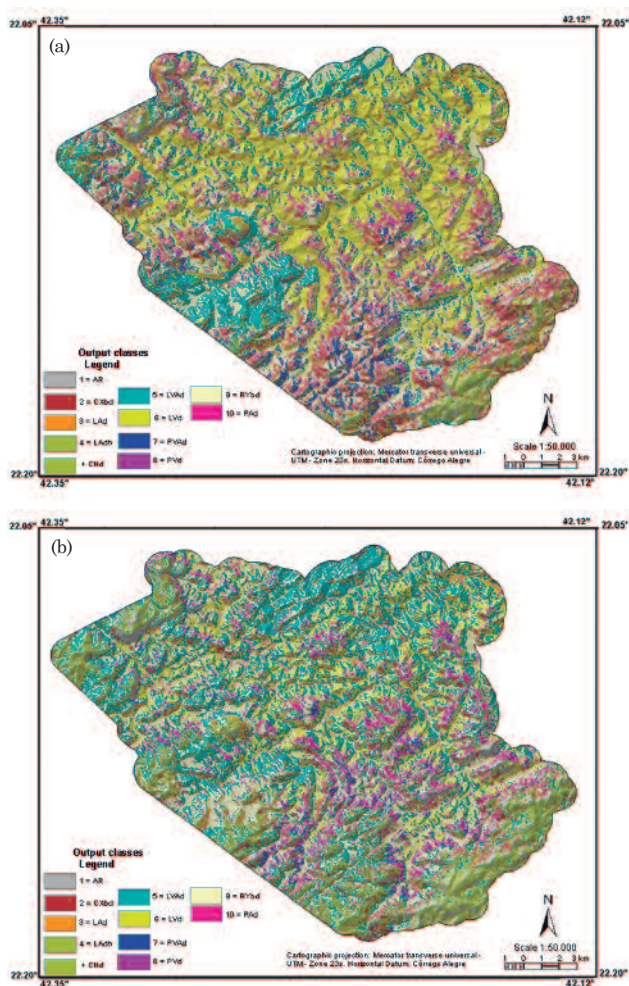 42.35" 42.12"
22.05" 22.05"
(a)
Output classes
Legend
1 = AR
2 = CXbd
3 = LAd
4 = LAdh
+ CHd
5 = LVAd
6 = LVd
7 = PVAd
8 = PVd
9 = RYbd
10 = PAd
N
Scale 1:50.000
1 0 1 2 3 km
Cartographic projection: Mercator transverse universal -
UTM - Zone 23s. Horizontal Datum: Córrego Alegre
22.20" 22.20"
42.35" 42.12"
22.05" 22.05"
(b)
Output classes
Legend
1 = AR
2 = CXbd
3 = LAd
4 = LAdh
+ CHd
5 = LVAd
6 = LVd
7 = PVAd
8 = PVd
9 = RYbd
10 = PAd
N
Scale 1:50.000
1 0 1 2 3 km
Cartographic projection: Mercator transverse universal -
UTM - Zone 23s. Horizontal Datum: Córrego Alegre
22.20" 22.20"
42.35" 42.12"